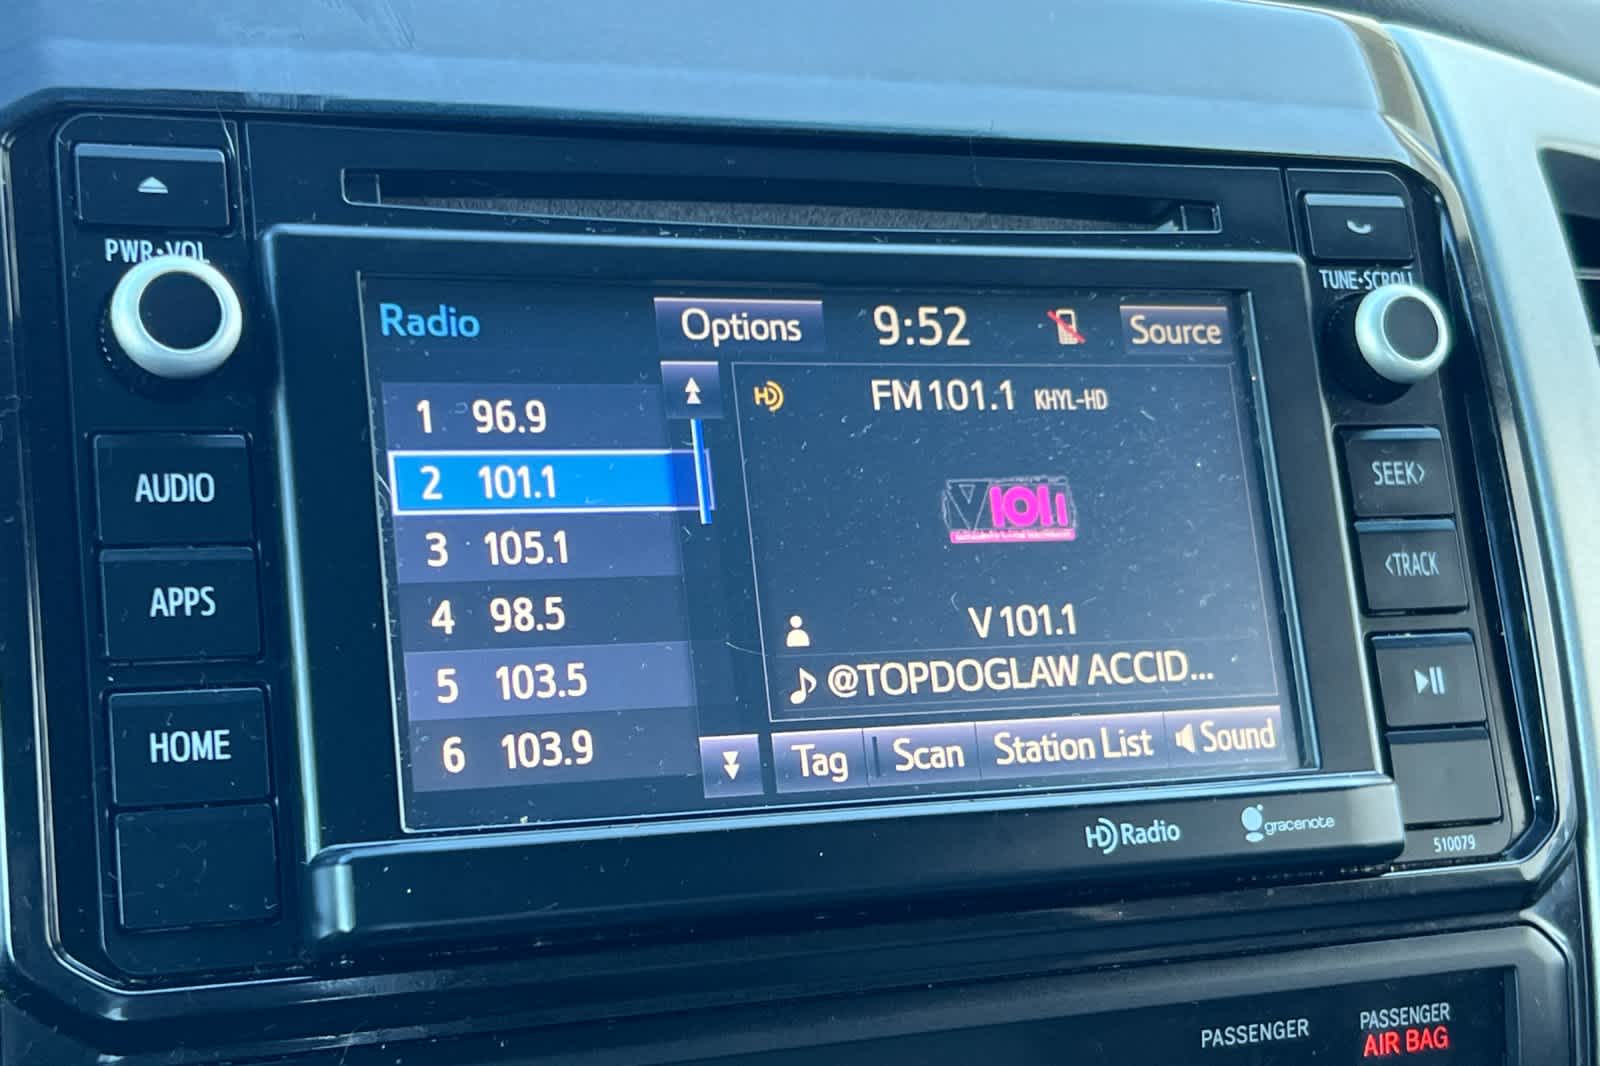 PWR•VOL
TUNE•SCROLL
Radio
Options
9:52
Source
1 96.9
2 101.1
3 105.1
4 98.5
5 103.5
6 103.9
HD
FM 101.1 KHYL-HD
V 101.1
V 101.1
@TOPDOGLAW ACCID...
Tag
Scan
Station List
Sound
AUDIO
APPS
HOME
SEEK>
<TRACK
HD Radio
gracenote
510079
PASSENGER
PASSENGER
AIR BAG